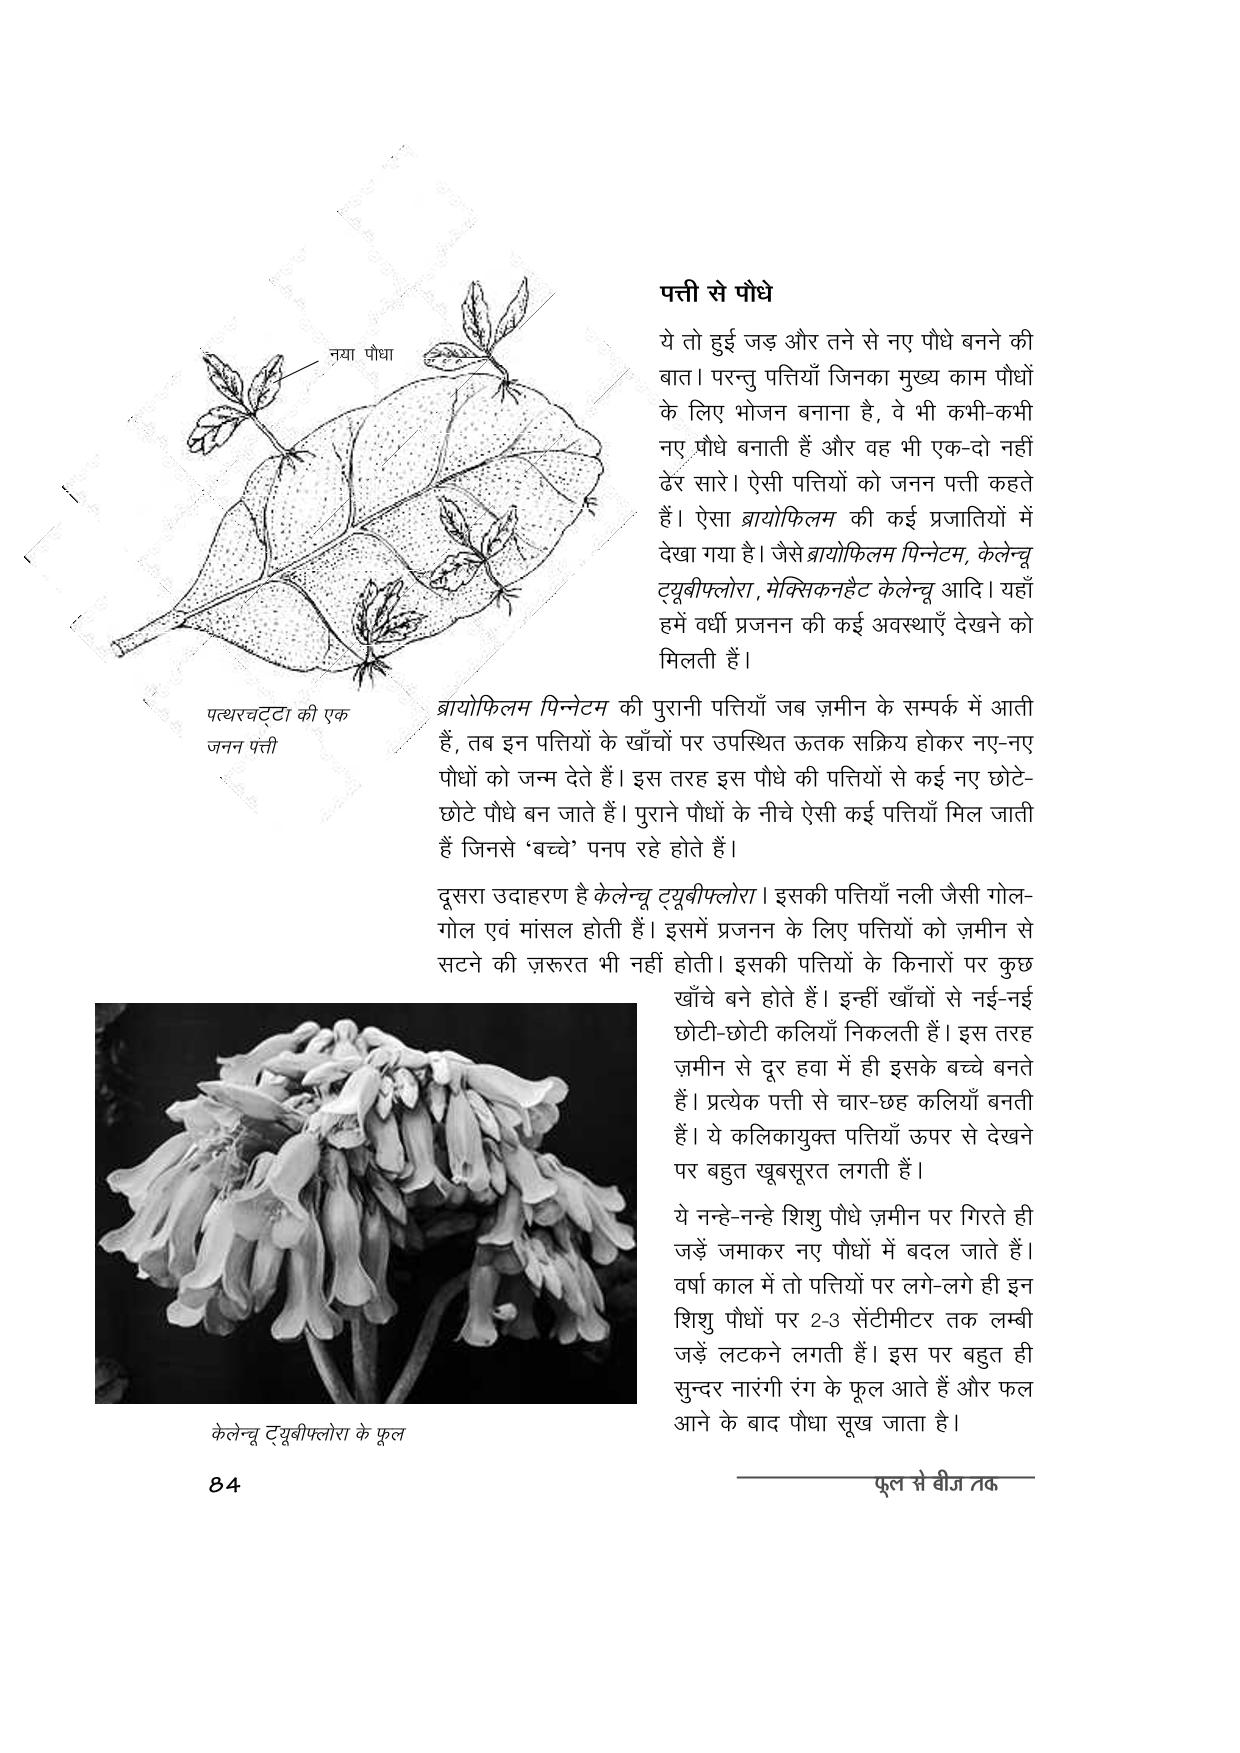 पत्ती से पौधे
नया पौधा
ये तो हुई जड़ और तने से नए पौधे बनने की
बात। परन्तु पत्तियाँ जिनका मुख्य काम पौधों
के लिए भोजन बनाना है, वे भी कभी-कभी
नए पौधे बनाती हैं और वह भी एक-दो नहीं
ढेर सारे। ऐसी पत्तियों को जनन पत्ती कहते
हैं। ऐसा ब्रायोफिलम की कई प्रजातियों में
देखा गया है। जैसे ब्रायोफिलम पिन्नेटम, केलेन्चू
ट्यूबीफ्लोरा, मेक्सिकनहैट केलेन्चू आदि। यहाँ
हमें वर्धी प्रजनन की कई अवस्थाएँ देखने को
मिलती हैं।
पत्थरचट्टा की एक
जनन पत्ती
ब्रायोफिलम पिन्नेटम की पुरानी पत्तियाँ जब ज़मीन के सम्पर्क में आती
हैं, तब इन पत्तियों के खाँचों पर उपस्थित ऊतक सक्रिय होकर नए-नए
पौधों को जन्म देते हैं। इस तरह इस पौधे की पत्तियों से कई नए छोटे-
छोटे पौधे बन जाते हैं। पुराने पौधों के नीचे ऐसी कई पत्तियाँ मिल जाती
हैं जिनसे ‘बच्चे’ पनप रहे होते हैं।
दूसरा उदाहरण है केलेन्चू ट्यूबीफ्लोरा। इसकी पत्तियाँ नली जैसी गोल-
गोल एवं मांसल होती हैं। इसमें प्रजनन के लिए पत्तियों को ज़मीन से
सटने की ज़रूरत भी नहीं होती। इसकी पत्तियों के किनारों पर कुछ
खाँचे बने होते हैं। इन्हीं खाँचों से नई-नई
छोटी-छोटी कलियाँ निकलती हैं। इस तरह
ज़मीन से दूर हवा में ही इसके बच्चे बनते
हैं। प्रत्येक पत्ती से चार-छह कलियाँ बनती
हैं। ये कलिकायुक्त पत्तियाँ ऊपर से देखने
पर बहुत खूबसूरत लगती हैं।
ये नन्हे-नन्हे शिशु पौधे ज़मीन पर गिरते ही
जड़ें जमाकर नए पौधों में बदल जाते हैं।
वर्षा काल में तो पत्तियों पर लगे-लगे ही इन
शिशु पौधों पर 2-3 सेंटीमीटर तक लम्बी
जड़ें लटकने लगती हैं। इस पर बहुत ही
सुन्दर नारंगी रंग के फूल आते हैं और फल
आने के बाद पौधा सूख जाता है।
केलेन्चू ट्यूबीफ्लोरा के फूल
84
फूल से बीज तक